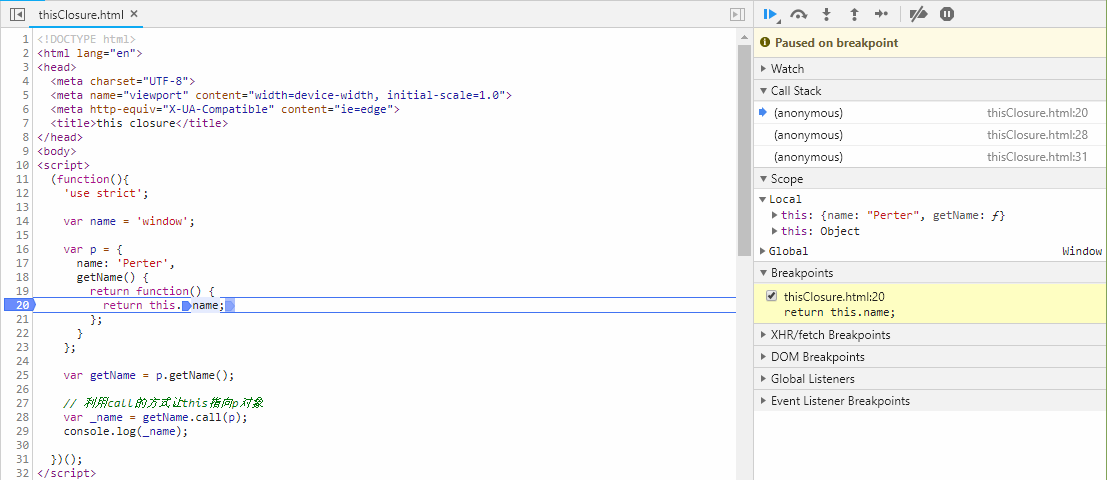 thisClosure.html ×
1 <!DOCTYPE html>
2 <html lang="en">
3 <head>
4 <meta charset="UTF-8">
5 <meta name="viewport" content="width=device-width, initial-scale=1.0">
6 <meta http-equiv="X-UA-Compatible" content="ie=edge">
7 <title>this closure</title>
8 </head>
9 <body>
10 <script>
11 (function(){
12 'use strict';
13
14 var name = 'window';
15
16 var p = {
17 name: 'Perter',
18 getName() {
19 return function() {
20 return this.name;
21 };
22 }
23 };
24
25 var getName = p.getName();
26
27 // 利用call的方式让this指向p对象
28 var _name = getName.call(p);
29 console.log(_name);
30
31 })();
32 </script>
Paused on breakpoint
Watch
Call Stack
(anonymous) thisClosure.html:20
(anonymous) thisClosure.html:28
(anonymous) thisClosure.html:31
Scope
Local
this: {name: "Perter", getName: ƒ}
this: Object
Global Window
Breakpoints
thisClosure.html:20
return this.name;
XHR/fetch Breakpoints
DOM Breakpoints
Global Listeners
Event Listener Breakpoints